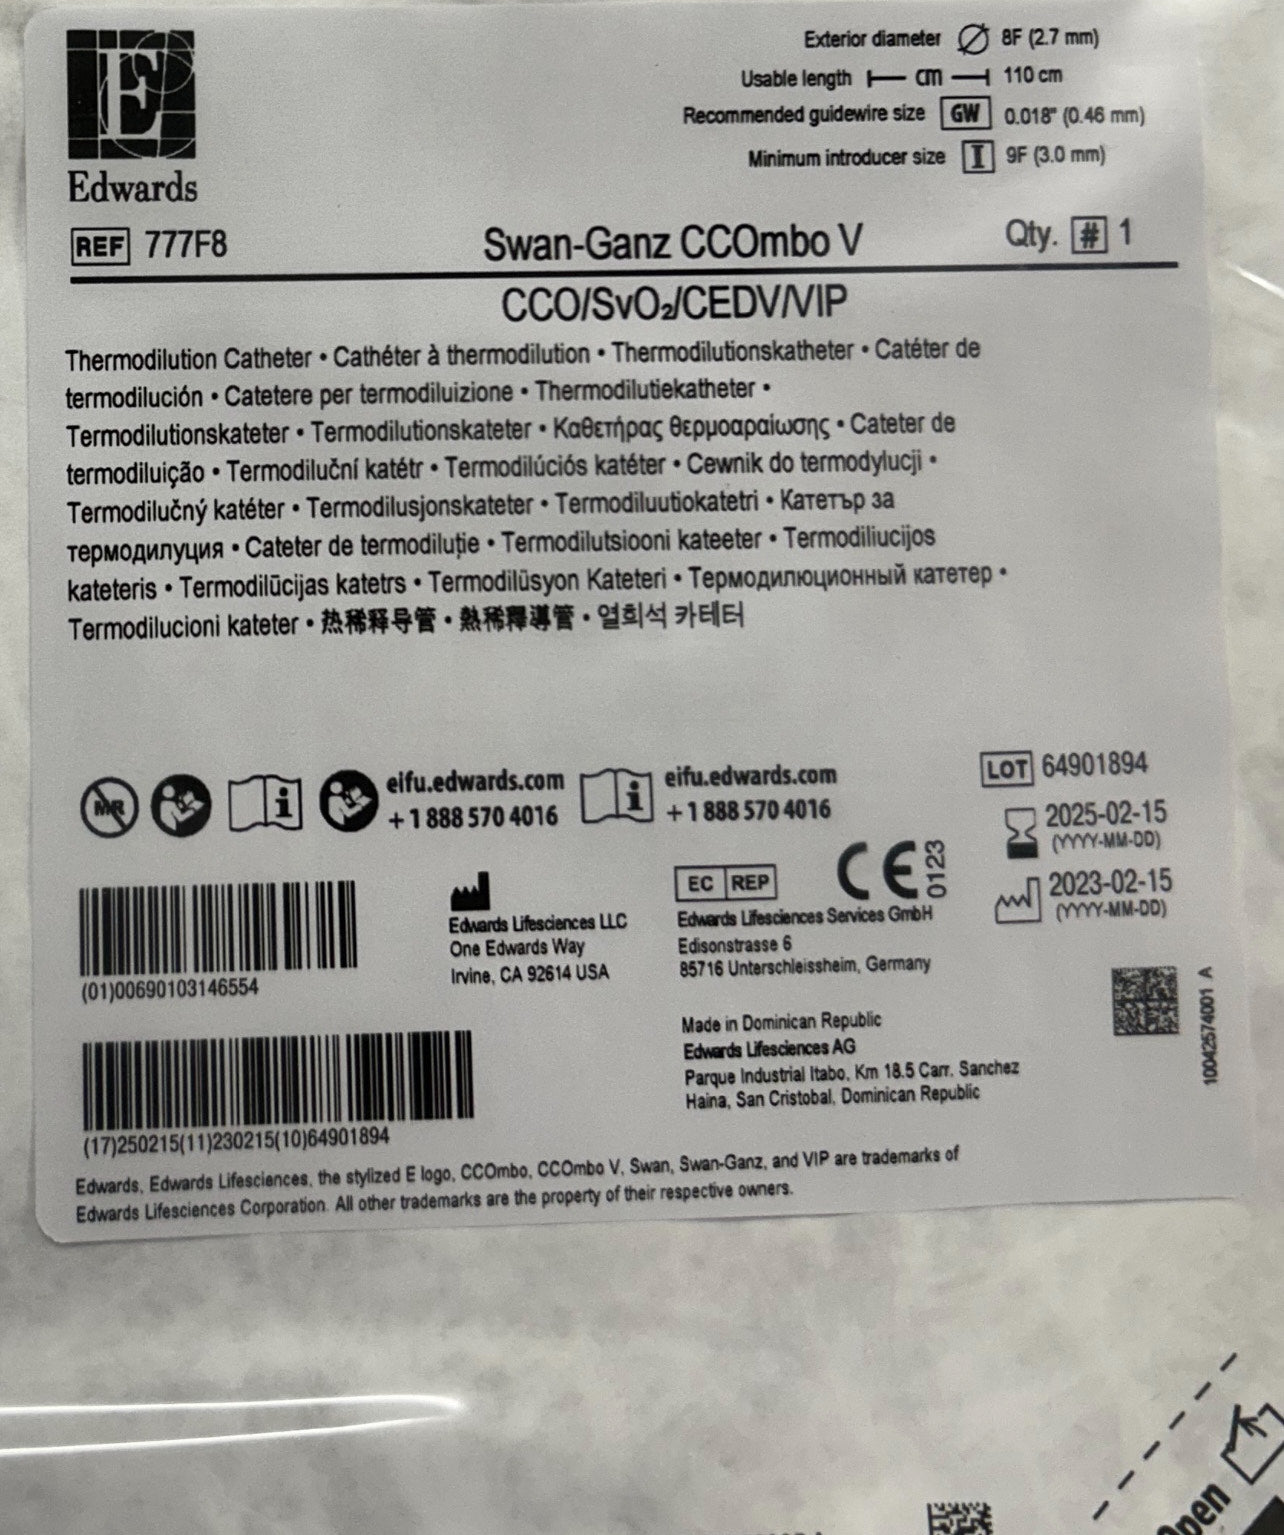 E
Edwards
Exterior diameter 8F (2.7 mm)
Usable length cm 110 cm
Recommended guidewire size GW 0.018" (0.46 mm)
Minimum introducer size I 9F (3.0 mm)
REF 777F8
Swan-Ganz CCOmbo V
Qty. # 1
CCO/SvO₂/CEDV/VIP
Thermodilution Catheter • Cathéter à thermodilution • Thermodilutionskatheter • Catéter de
termodilución • Catetere per termodiluizione • Thermodilutiekatheter •
Termodilutionskateter • Termodilutionskateter • Καθετήρας θερμοαραίωσης • Cateter de
termodiluição • Termodiluční katétr • Termodilúciós katéter • Cewnik do termodylucji •
Termodilučný katéter • Termodilusjonskateter • Termodiluutiokatetri • Катетър за
термодилуция • Cateter de termodiluție • Termodilutsiooni kateeter • Termodiliucijos
kateteris • Termodilūcijas katetrs • Termodilüsyon Kateteri • Термодилюционный катетер •
Termodilucioni kateter • 热稀释导管 • 熱稀釋導管 • 열희석 카테터
MR
i
eifu.edwards.com
+1 888 570 4016
i
eifu.edwards.com
+1 888 570 4016
LOT 64901894
2025-02-15
(YYYY-MM-DD)
2023-02-15
(YYYY-MM-DD)
(01)00690103146554
Edwards Lifesciences LLC
One Edwards Way
Irvine, CA 92614 USA
EC REP
CE 0123
Edwards Lifesciences Services GmbH
Edisonstrasse 6
85716 Unterschleissheim, Germany
Made in Dominican Republic
Edwards Lifesciences AG
Parque Industrial Itabo, Km 18.5 Carr. Sanchez
Haina, San Cristobal, Dominican Republic
10042574001 A
(17)250215(11)230215(10)64901894
Edwards, Edwards Lifesciences, the stylized E logo, CCOmbo, CCOmbo V, Swan, Swan-Ganz, and VIP are trademarks of
Edwards Lifesciences Corporation. All other trademarks are the property of their respective owners.
Open